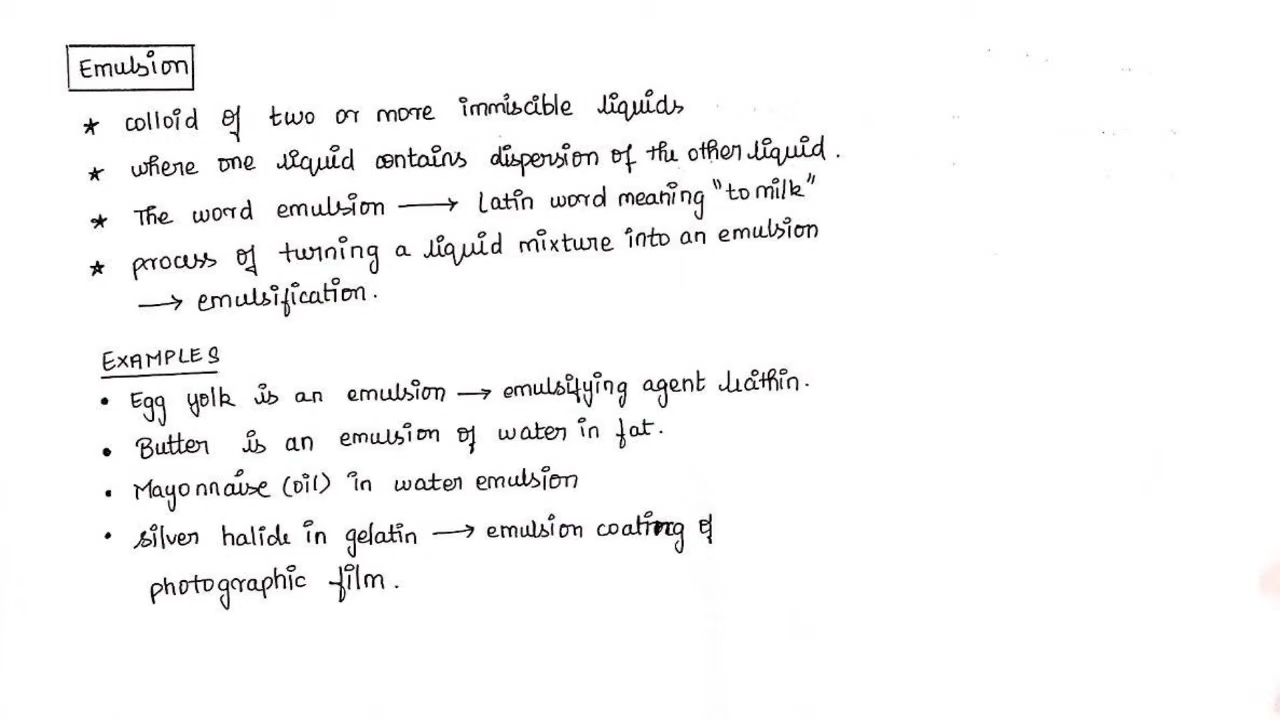 Emulsion
* colloid of two or more immiscible liquids
* where one liquid contains dispersion of the other liquid.
* The word emulsion → Latin word meaning "to milk"
* process of turning a liquid mixture into an emulsion
→ emulsification.
EXAMPLES
• Egg yolk is an emulsion → emulsifying agent lecithin.
• Butter is an emulsion of water in fat.
• Mayonnaise (oil) in water emulsion
• silver halide in gelatin → emulsion coating of
photographic film.